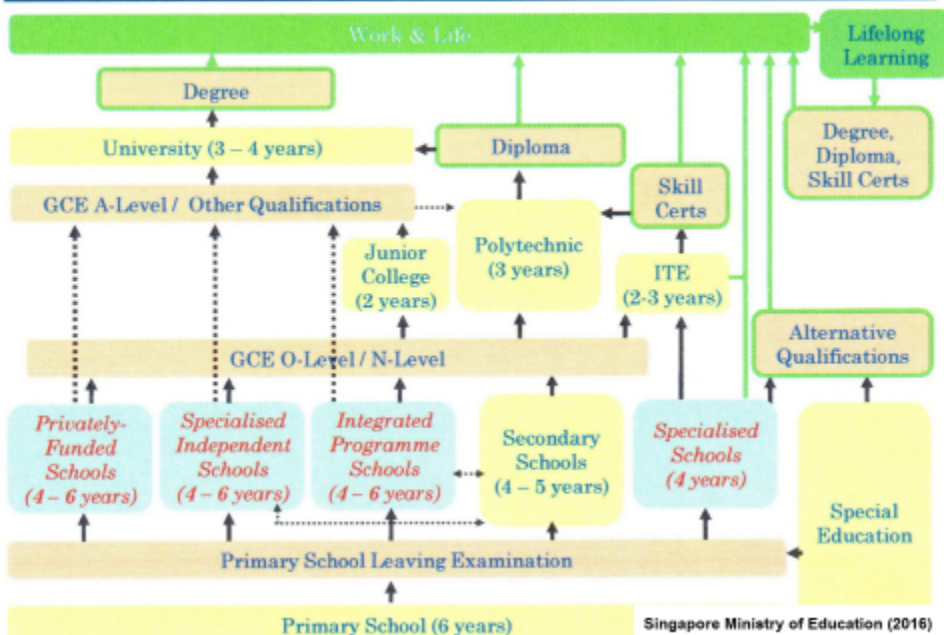 Work & Life
Lifelong
Learning
Degree
Degree,
Diploma,
Skill Certs
University (3 – 4 years)
Diploma
GCE A-Level / Other Qualifications
Skill
Certs
Junior
College
(2 years)
Polytechnic
(3 years)
ITE
(2-3 years)
Alternative
Qualifications
GCE O-Level / N-Level
Privately-
Funded
Schools
(4 – 6 years)
Specialised
Independent
Schools
(4 – 6 years)
Integrated
Programme
Schools
(4 – 6 years)
Secondary
Schools
(4 – 5 years)
Specialised
Schools
(4 years)
Special
Education
Primary School Leaving Examination
Primary School (6 years)
Singapore Ministry of Education (2016)